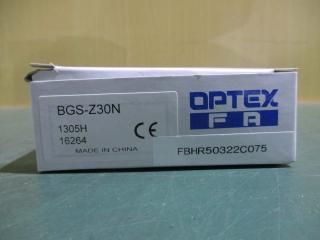 BGS-Z30N
1305H
16264
CE
MADE IN CHINA
OPTEX
FA
FBHR50322C075